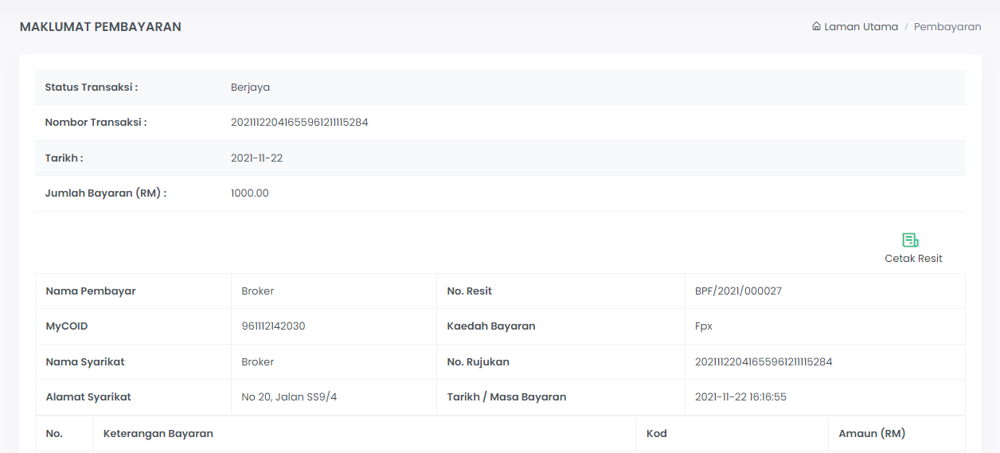 MAKLUMAT PEMBAYARAN
Laman Utama / Pembayaran
Status Transaksi : Berjaya
Nombor Transaksi : 20211122041655961211115284
Tarikh : 2021-11-22
Jumlah Bayaran (RM) : 1000.00
Cetak Resit
Nama Pembayar Broker No. Resit BPF/2021/000027
MyCOID 961112142030 Kaedah Bayaran Fpx
Nama Syarikat Broker No. Rujukan 20211122041655961211115284
Alamat Syarikat No 20, Jalan SS9/4 Tarikh / Masa Bayaran 2021-11-22 16:16:55
No. Keterangan Bayaran Kod Amaun (RM)